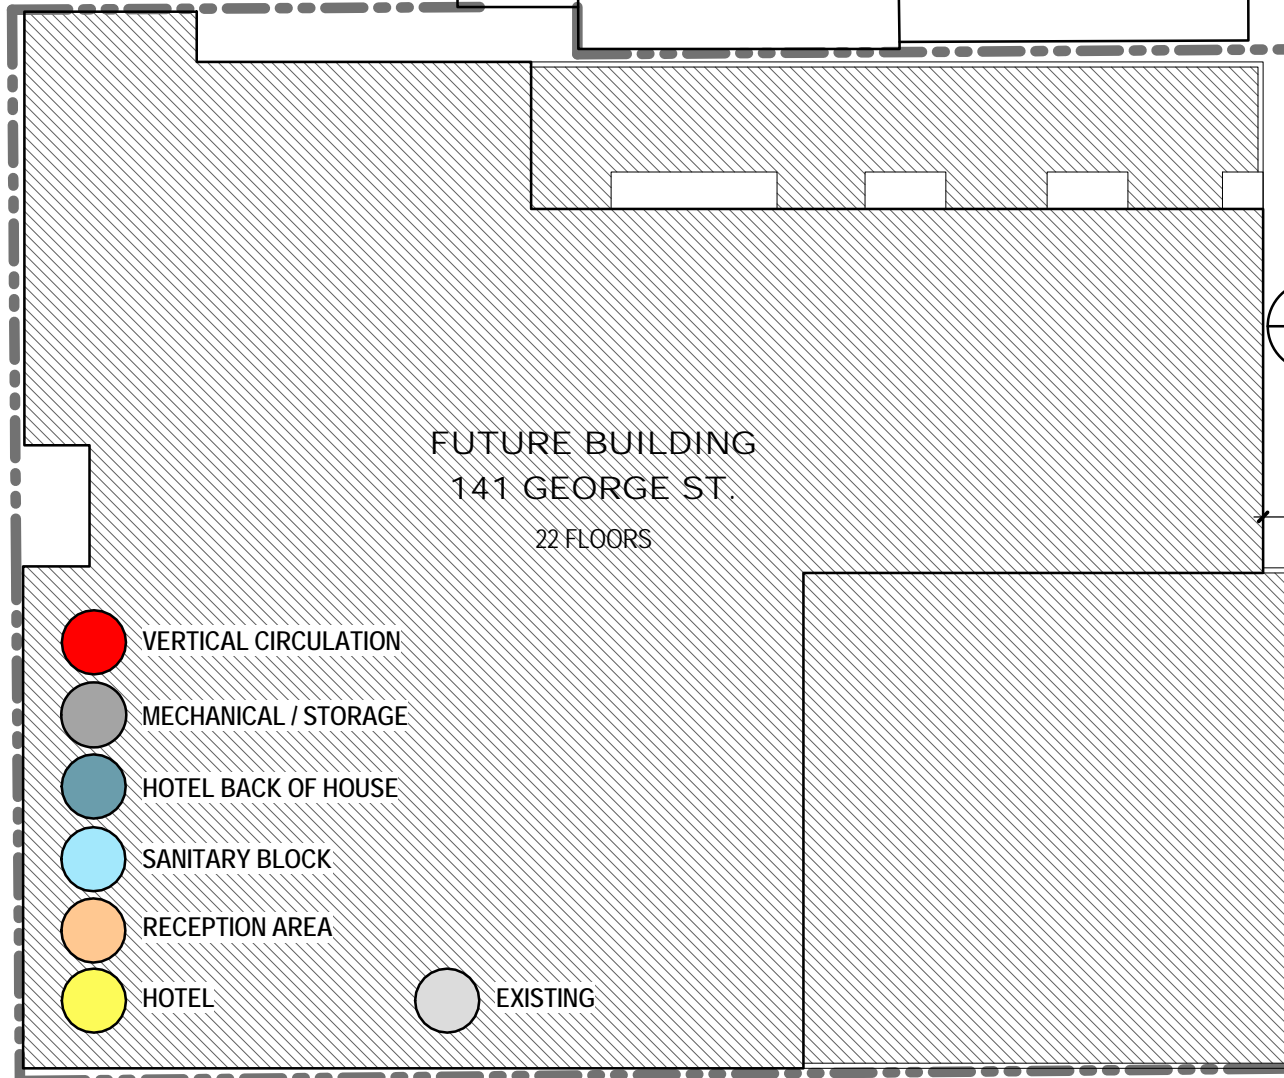 FUTURE BUILDING
141 GEORGE ST.
22 FLOORS
VERTICAL CIRCULATION
MECHANICAL / STORAGE
HOTEL BACK OF HOUSE
SANITARY BLOCK
RECEPTION AREA
HOTEL
EXISTING